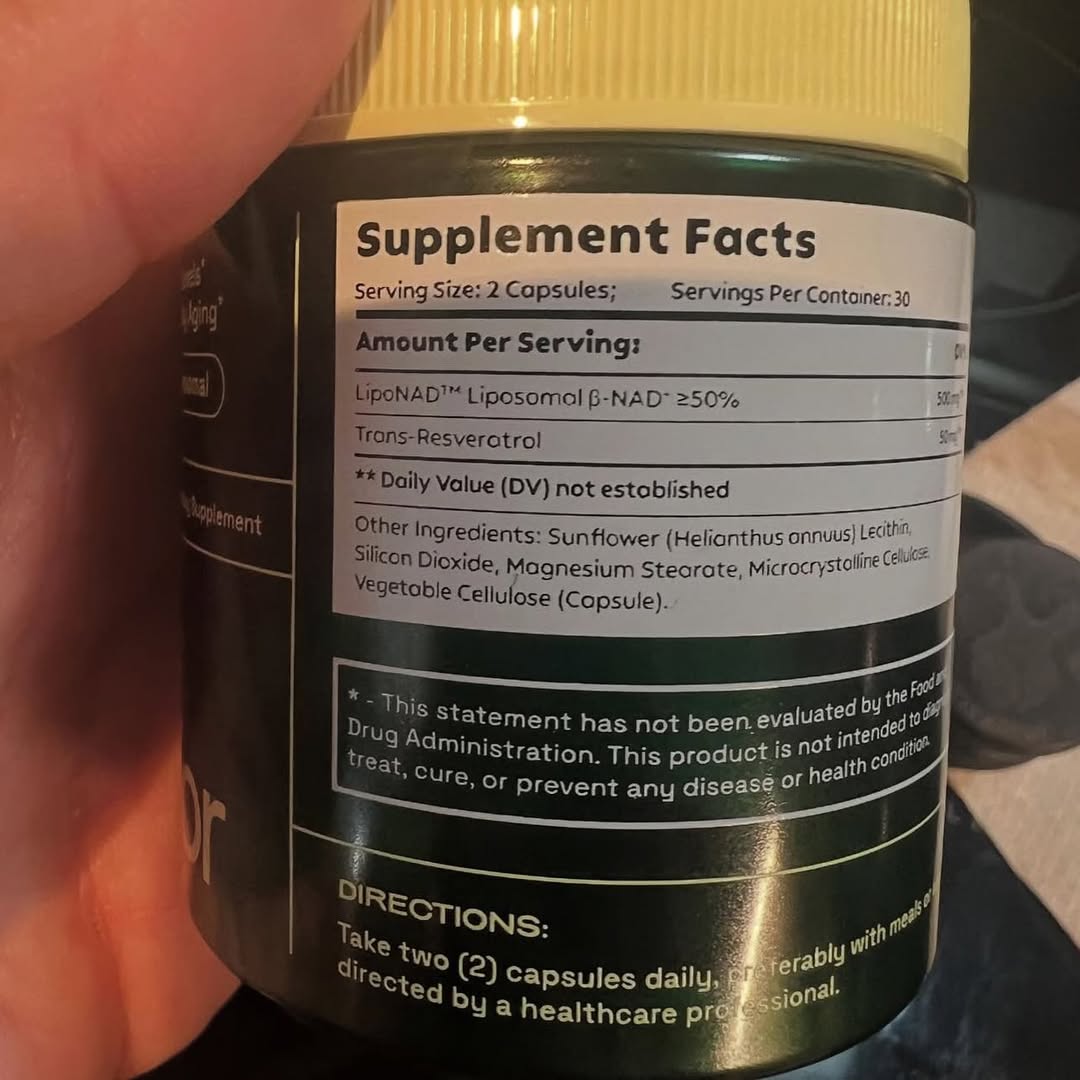 Aging*
Supplement
or
Supplement Facts
Serving Size: 2 Capsules; Servings Per Container: 30
Amount Per Serving:
LipoNAD™ Liposomal β-NAD⁺ ≥50% 500mg
Trans-Resveratrol 50mg
** Daily Value (DV) not established
Other Ingredients: Sunflower (Helianthus annuus) Lecithin,
Silicon Dioxide, Magnesium Stearate, Microcrystalline Cellulose,
Vegetable Cellulose (Capsule).
* - This statement has not been evaluated by the Food
Drug Administration. This product is not intended to
treat, cure, or prevent any disease or health condition.
DIRECTIONS:
Take two (2) capsules daily, preferably with meals or
directed by a healthcare professional.